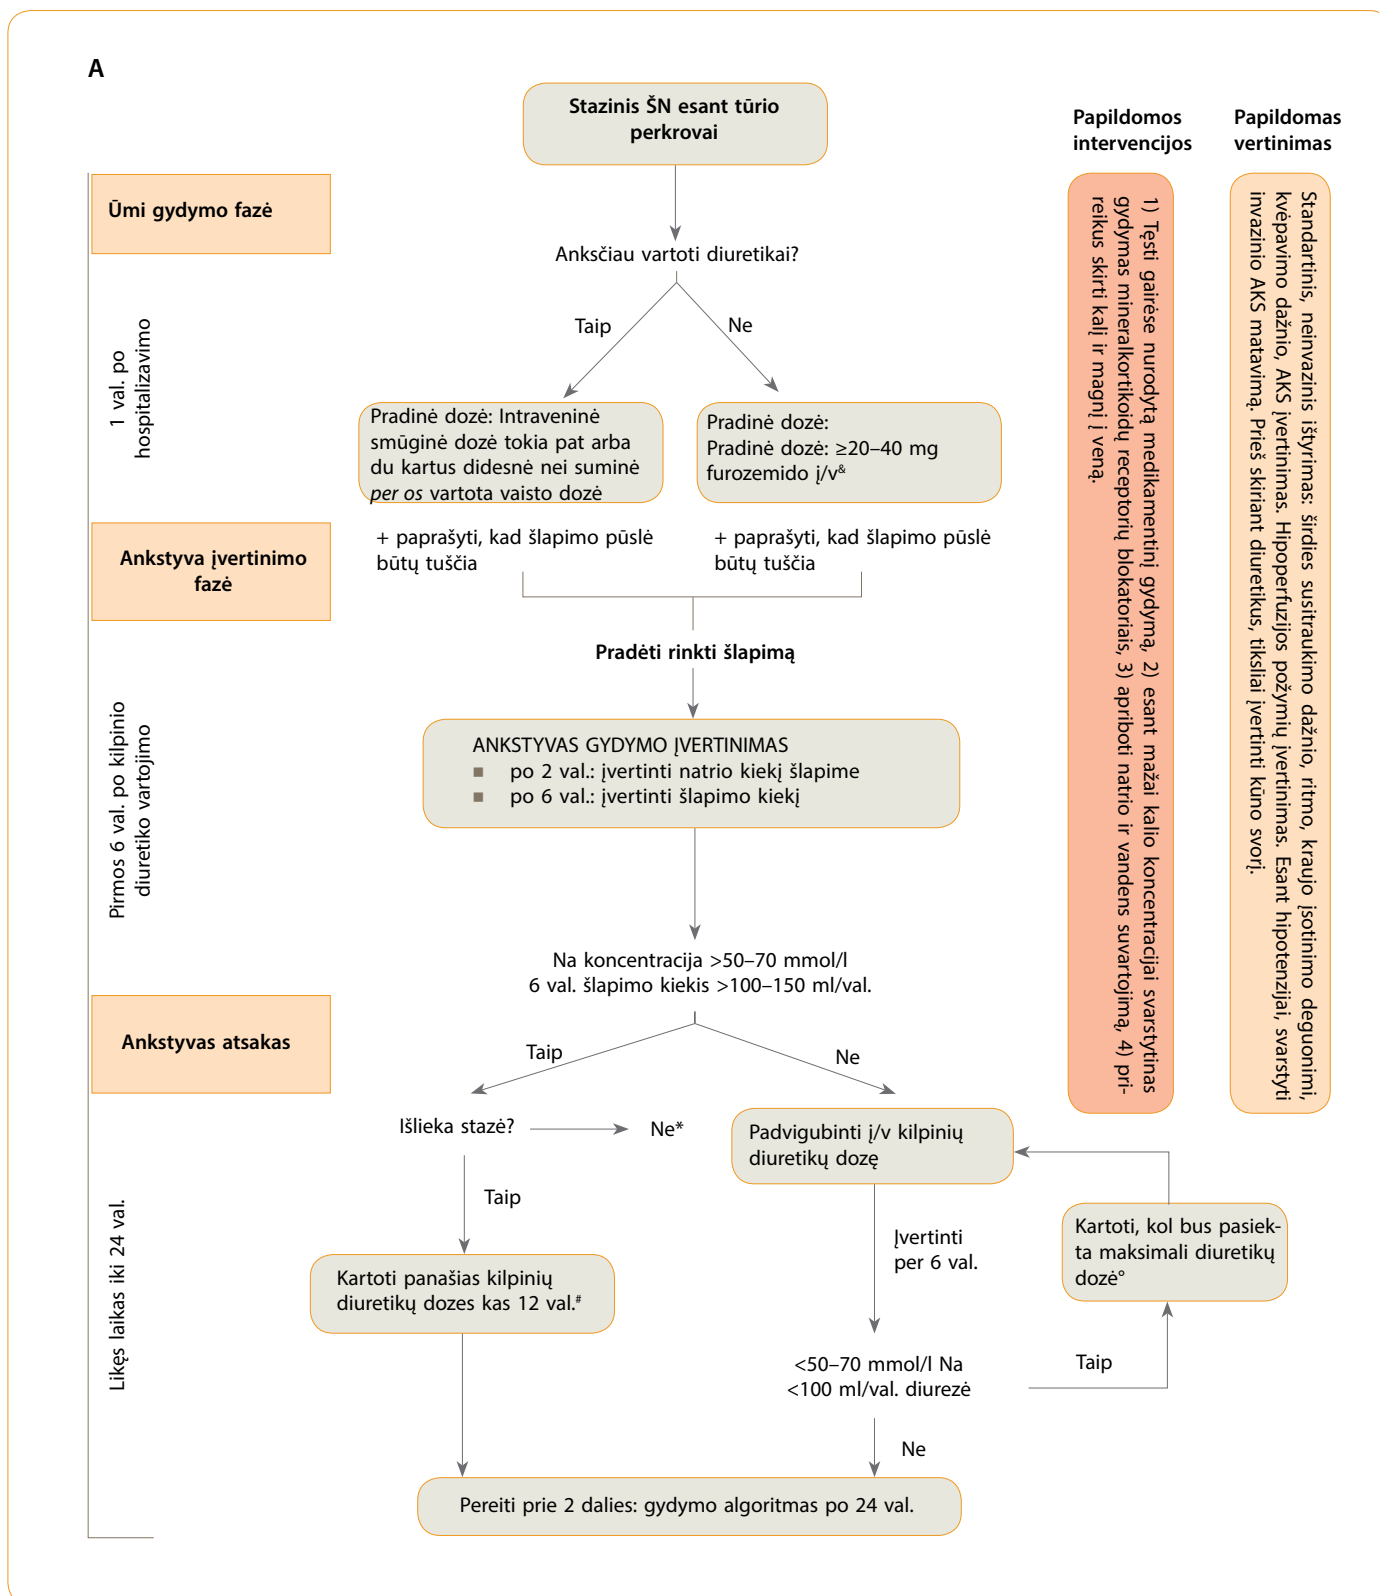 A
Stazinis ŠN esant tūrio
perkrovai
Papildomos
intervencijos
Papildomas
vertinimas
Ūmi gydymo fazė
Anksčiau vartoti diuretikai?
Taip
Ne
1 val. po
hospitalizavimo
Pradinė dozė: Intraveninė
smūginė dozė tokia pat arba
du kartus didesnė nei suminė
per os vartota vaisto dozė
Pradinė dozė:
Pradinė dozė: ≥20–40 mg
furozemido į/v&
+ paprašyti, kad šlapimo pūslė
būtų tuščia
+ paprašyti, kad šlapimo pūslė
būtų tuščia
Ankstyva įvertinimo
fazė
Pradėti rinkti šlapimą
Pirmos 6 val. po kilpinio
diuretiko vartojimo
ANKSTYVAS GYDYMO ĮVERTINIMAS
■ po 2 val.: įvertinti natrio kiekį šlapime
■ po 6 val.: įvertinti šlapimo kiekį
Na koncentracija >50–70 mmol/l
6 val. šlapimo kiekis >100–150 ml/val.
Ankstyvas atsakas
Taip
Ne
Išlieka stazė?
Ne*
Padvigubinti į/v kilpinių
diuretikų dozę
Likęs laikas iki 24 val.
Taip
Įvertinti
per 6 val.
Kartoti, kol bus pasiek-
ta maksimali diuretikų
dozė°
Kartoti panašias kilpinių
diuretikų dozes kas 12 val.#
<50–70 mmol/l Na
<100 ml/val. diurezė
Taip
Ne
Pereiti prie 2 dalies: gydymo algoritmas po 24 val.
1) Tęsti gairėse nurodytą medikamentinį gydymą, 2) esant mažai kalio koncentracijai svarstytinas
gydymas mineralkortikoidų receptorių blokatoriais, 3) apriboti natrio ir vandens suvartojimą, 4) pri-
reikus skirti kalį ir magnį į veną.
Standartinis, neinvazinis ištyrimas: širdies susitraukimo dažnio, ritmo, kraujo įsotinimo deguonimi,
kvėpavimo dažnio, AKS įvertinimas. Hipoperfuzijos požymių įvertinimas. Esant hipotenzijai, svarstyti
invazinio AKS matavimą. Prieš skiriant diuretikus, tiksliai įvertinti kūno svorį.